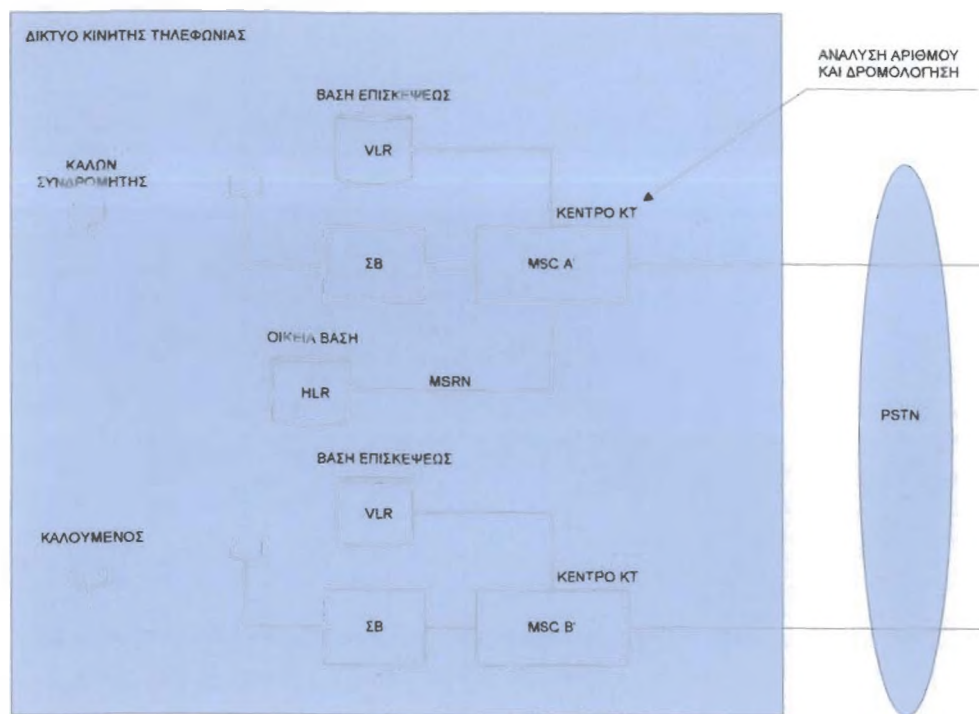 ΔΙΚΤΥΟ ΚΙΝΗΤΗΣ ΤΗΛΕΦΩΝΙΑΣ
ΑΝΑΛΥΣΗ ΑΡΙΘΜΟΥ
ΚΑΙ ΔΡΟΜΟΛΟΓΗΣΗ
ΒΑΣΗ ΕΠΙΣΚΕΨΕΩΣ
VLR
ΚΑΛΩΝ
ΣΥΝΔΡΟΜΗΤΗΣ
ΚΕΝΤΡΟ ΚΤ
ΣΒ
MSC A'
ΟΙΚΕΙΑ ΒΑΣΗ
HLR
MSRN
PSTN
ΒΑΣΗ ΕΠΙΣΚΕΨΕΩΣ
VLR
ΚΑΛΟΥΜΕΝΟΣ
ΚΕΝΤΡΟ ΚΤ
ΣΒ
MSC B'